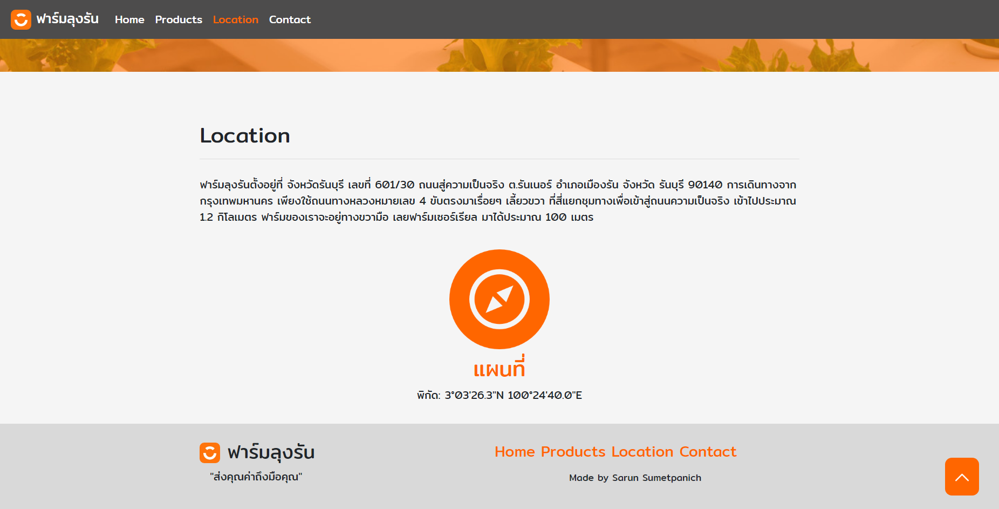 ฟาร์มลุงรัน Home Products Location Contact
Location
ฟาร์มลุงรันตั้งอยู่ที่ จังหวัดรันบุรี เลขที่ 601/30 ถนนสู่ความเป็นจริง ต.รันเนอร์ อำเภอเมืองรัน จังหวัด รันบุรี 90140 การเดินทางจาก
กรุงเทพมหานคร เพียงใช้ถนนทางหลวงหมายเลข 4 ขับตรงมาเรื่อยๆ เลี้ยวขวา ที่สี่แยกชุมทางเพื่อเข้าสู่ถนนความเป็นจริง เข้าไปประมาณ
1.2 กิโลเมตร ฟาร์มของเราจะอยู่ทางขวามือ เลยฟาร์มเซอร์เรียล มาได้ประมาณ 100 เมตร
แผนที่
พิกัด: 3°03'26.3"N 100°24'40.0"E
ฟาร์มลุงรัน
"ส่งคุณค่าถึงมือคุณ"
Home Products Location Contact
Made by Sarun Sumetpanich